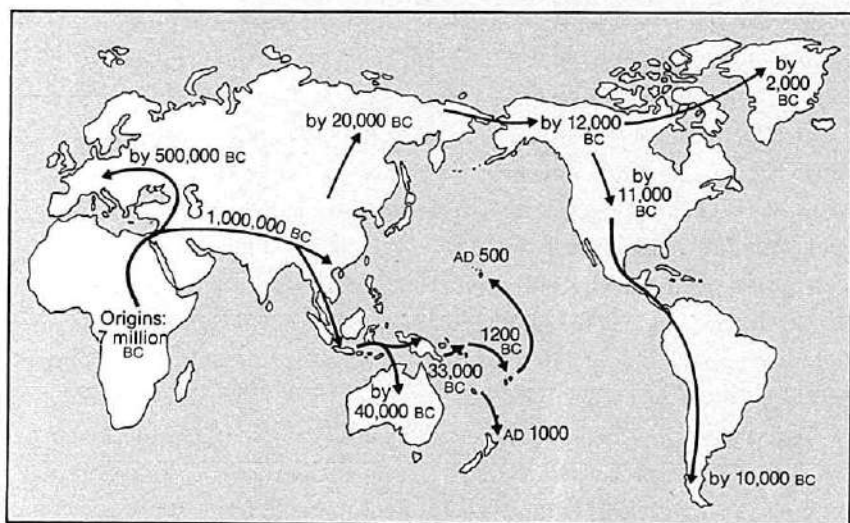 by
2,000
BC
by 20,000 BC
by 12,000
BC
by 500,000 BC
by
11,000
BC
1,000,000 BC
AD 500
Origins:
7 million
BC
1200
BC
33,000
BC
by
40,000 BC
AD 1000
by 10,000 BC